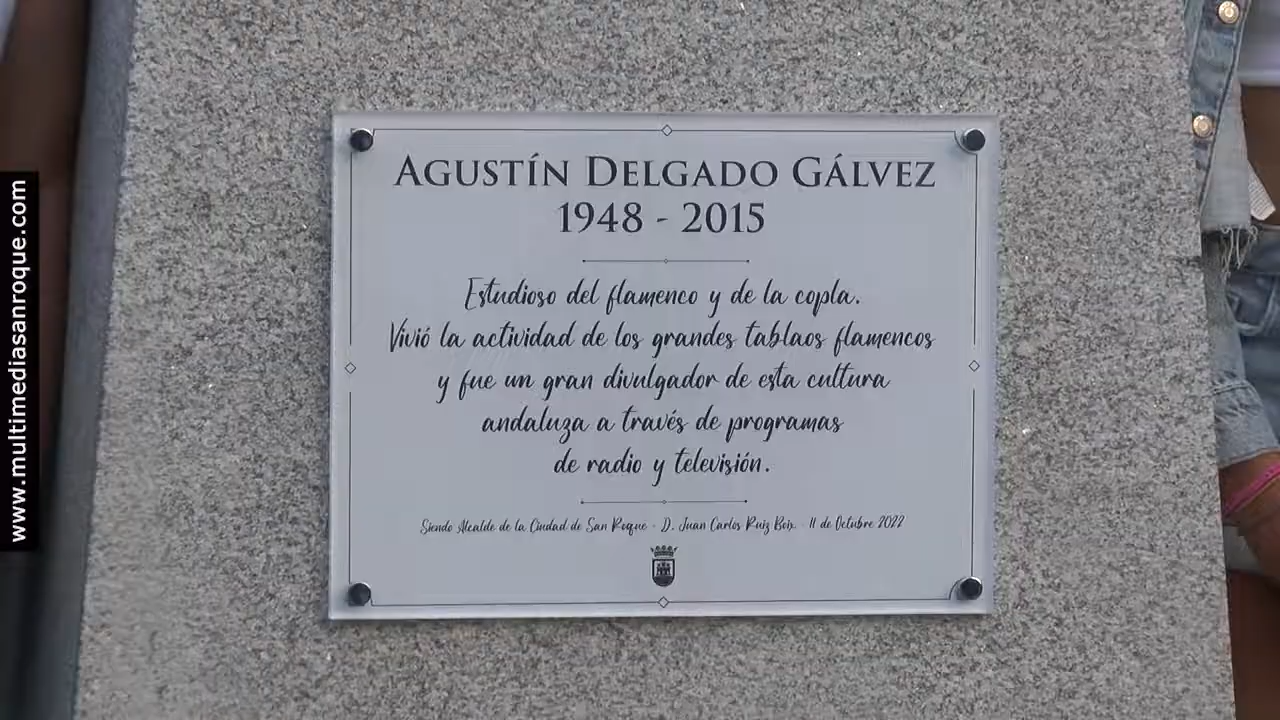 www.multimediasanroque.com
AGUSTÍN DELGADO GÁLVEZ
1948 - 2015
Estudioso del flamenco y de la copla.
Vivió la actividad de los grandes tablaos flamencos
y fue un gran divulgador de esta cultura
andaluza a través de programas
de radio y televisión.
Siendo Alcalde de la Ciudad de San Roque - D. Juan Carlos Ruiz Boix - 11 de Octubre 2022